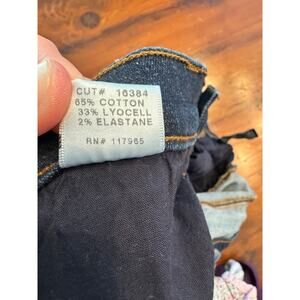 CUT# 16384
65% COTTON
33% LYOCELL
2% ELASTANE
RN# 117965